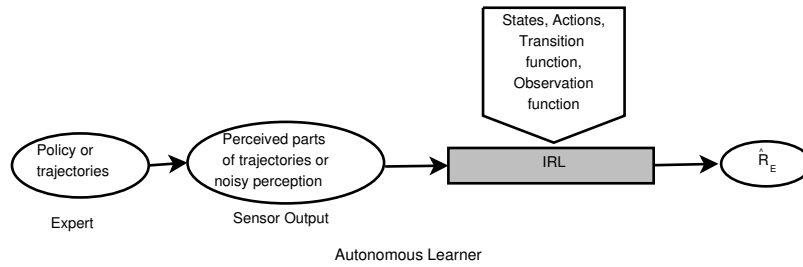 States, Actions,
Transition
function,
Observation
function
Policy or
trajectories
Perceived parts
of trajectories or
noisy perception
IRL
R̂_E
Expert
Sensor Output
Autonomous Learner